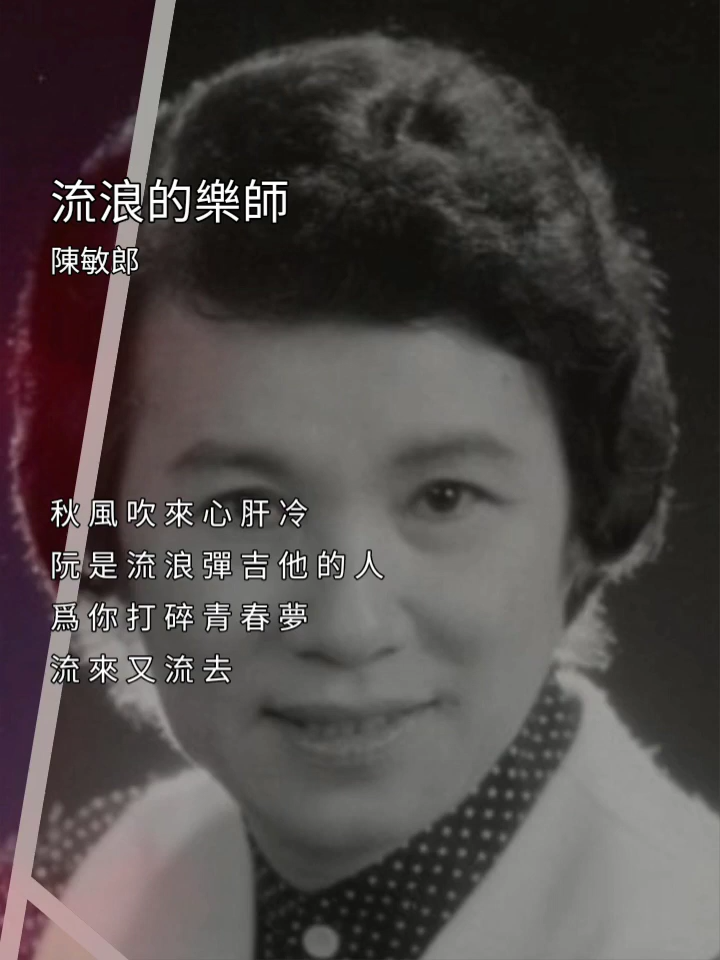 流浪的樂師
陳敏郎
秋風吹來心肝冷
阮是流浪彈吉他的人
爲你打碎青春夢
流來又流去